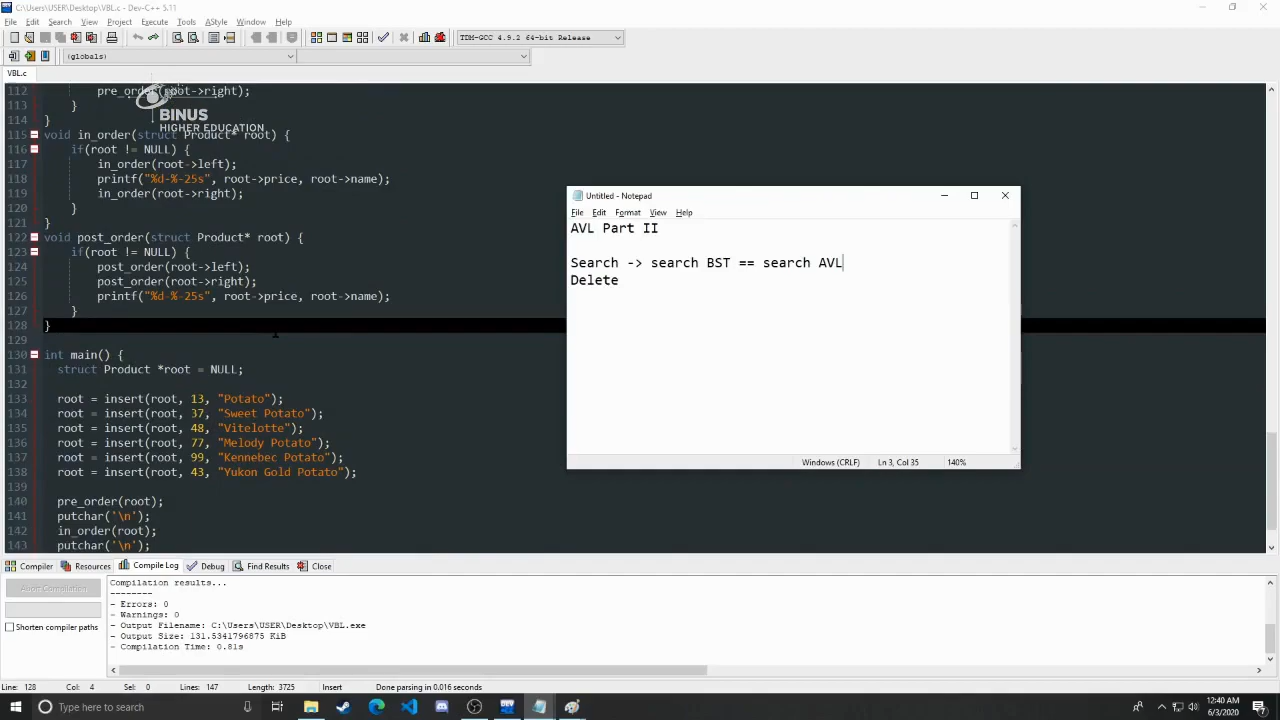 C:\Users\USER\Desktop\VBL.c - Dev-C++ 5.11
File Edit Search View Project Execute Tools AStyle Window Help
TDM-GCC 4.9.2 64-bit Release
(globals)
VBL.c
112 pre_order(root->right);
113 }
114 }
BINUS
HIGHER EDUCATION
115 void in_order(struct Product* root) {
116 if(root != NULL) {
117 in_order(root->left);
118 printf("%d-%-25s", root->price, root->name);
119 in_order(root->right);
120 }
121 }
122 void post_order(struct Product* root) {
123 if(root != NULL) {
124 post_order(root->left);
125 post_order(root->right);
126 printf("%d-%-25s", root->price, root->name);
127 }
128 }
129
130 int main() {
131 struct Product *root = NULL;
132
133 root = insert(root, 13, "Potato");
134 root = insert(root, 37, "Sweet Potato");
135 root = insert(root, 48, "Vitelotte");
136 root = insert(root, 77, "Melody Potato");
137 root = insert(root, 99, "Kennebec Potato");
138 root = insert(root, 43, "Yukon Gold Potato");
139
140 pre_order(root);
141 putchar('\n');
142 in_order(root);
143 putchar('\n');
Untitled - Notepad
File Edit Format View Help
AVL Part II
Search -> search BST == search AVL
Delete
Windows (CRLF) Ln 3, Col 35 140%
Compiler Resources Compile Log Debug Find Results Close
Abort Compilation
Shorten compiler paths
Compilation results...
--------
- Errors: 0
- Warnings: 0
- Output Filename: C:\Users\USER\Desktop\VBL.exe
- Output Size: 131.5341796875 KiB
- Compilation Time: 0.81s
Line: 128 Col: 4 Sel: 0 Lines: 147 Length: 3725 Insert Done parsing in 0.016 seconds
Type here to search
12:40 AM
6/3/2020